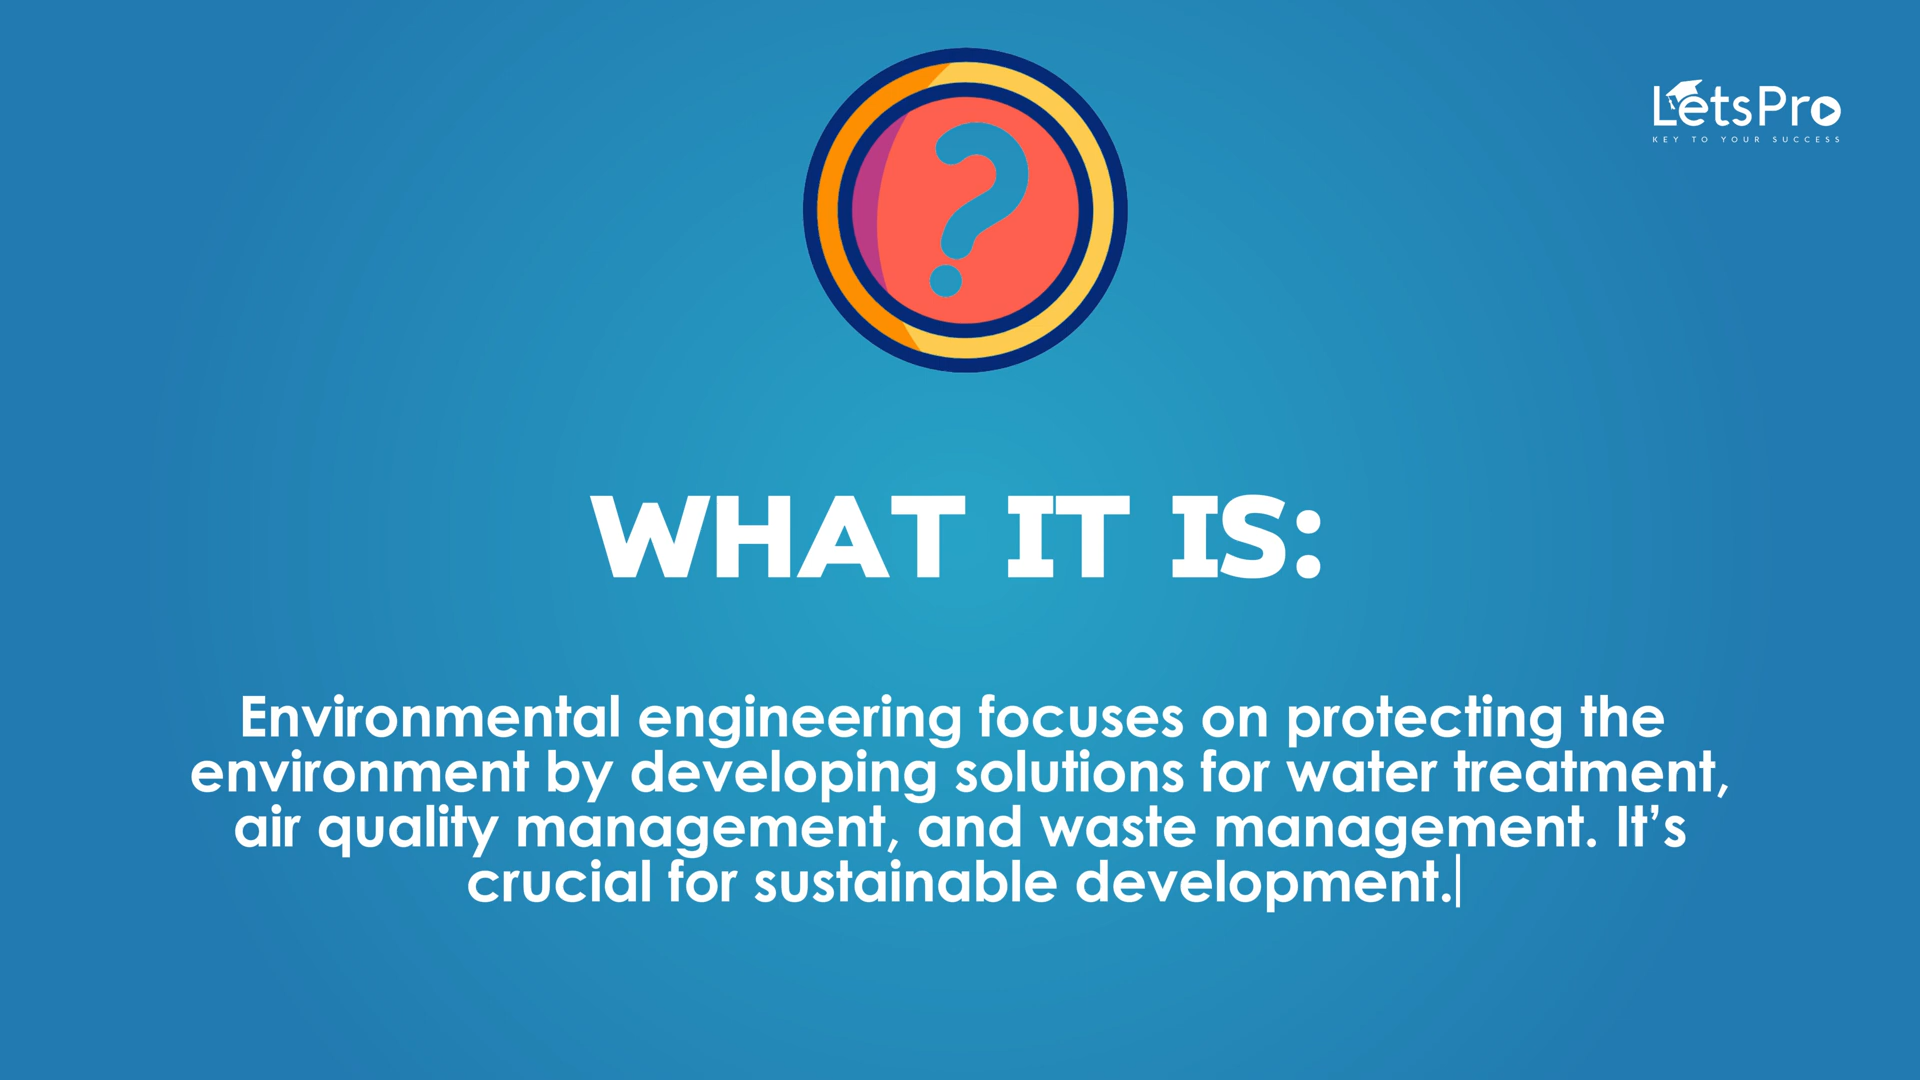 LetsPro
KEY TO YOUR SUCCESS
WHAT IT IS:
Environmental engineering focuses on protecting the
environment by developing solutions for water treatment,
air quality management, and waste management. It’s
crucial for sustainable development.